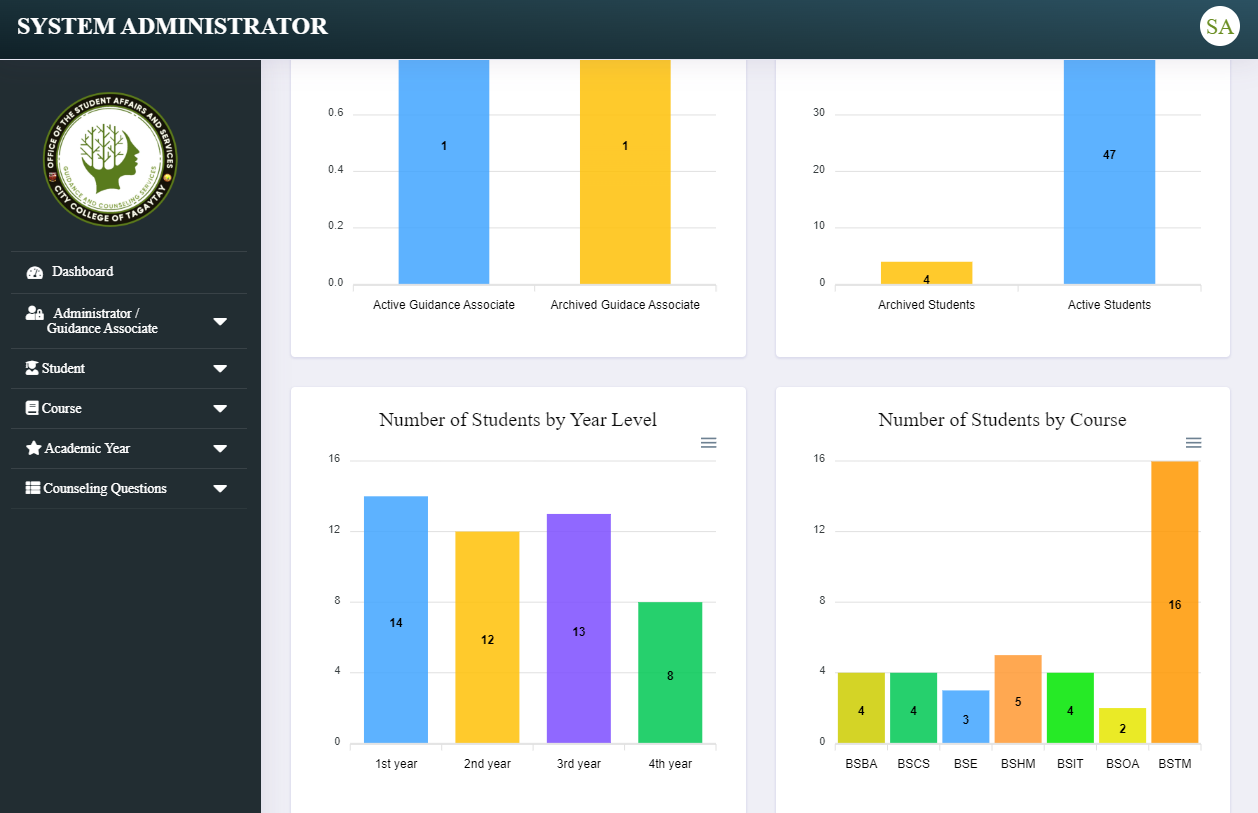 SYSTEM ADMINISTRATOR
SA
OFFICE OF THE STUDENT AFFAIRS AND SERVICES
GUIDANCE AND COUNSELING SERVICES
CITY COLLEGE OF TAGAYTAY
Dashboard
Administrator /
Guidance Associate
Student
Course
Academic Year
Counseling Questions
0.6
0.4
0.2
0.0
1
1
Active Guidance Associate
Archived Guidace Associate
30
20
10
0
4
47
Archived Students
Active Students
Number of Students by Year Level
16
12
8
4
0
14
12
13
8
1st year
2nd year
3rd year
4th year
Number of Students by Course
16
12
8
4
0
4
4
3
5
4
2
16
BSBA
BSCS
BSE
BSHM
BSIT
BSOA
BSTM